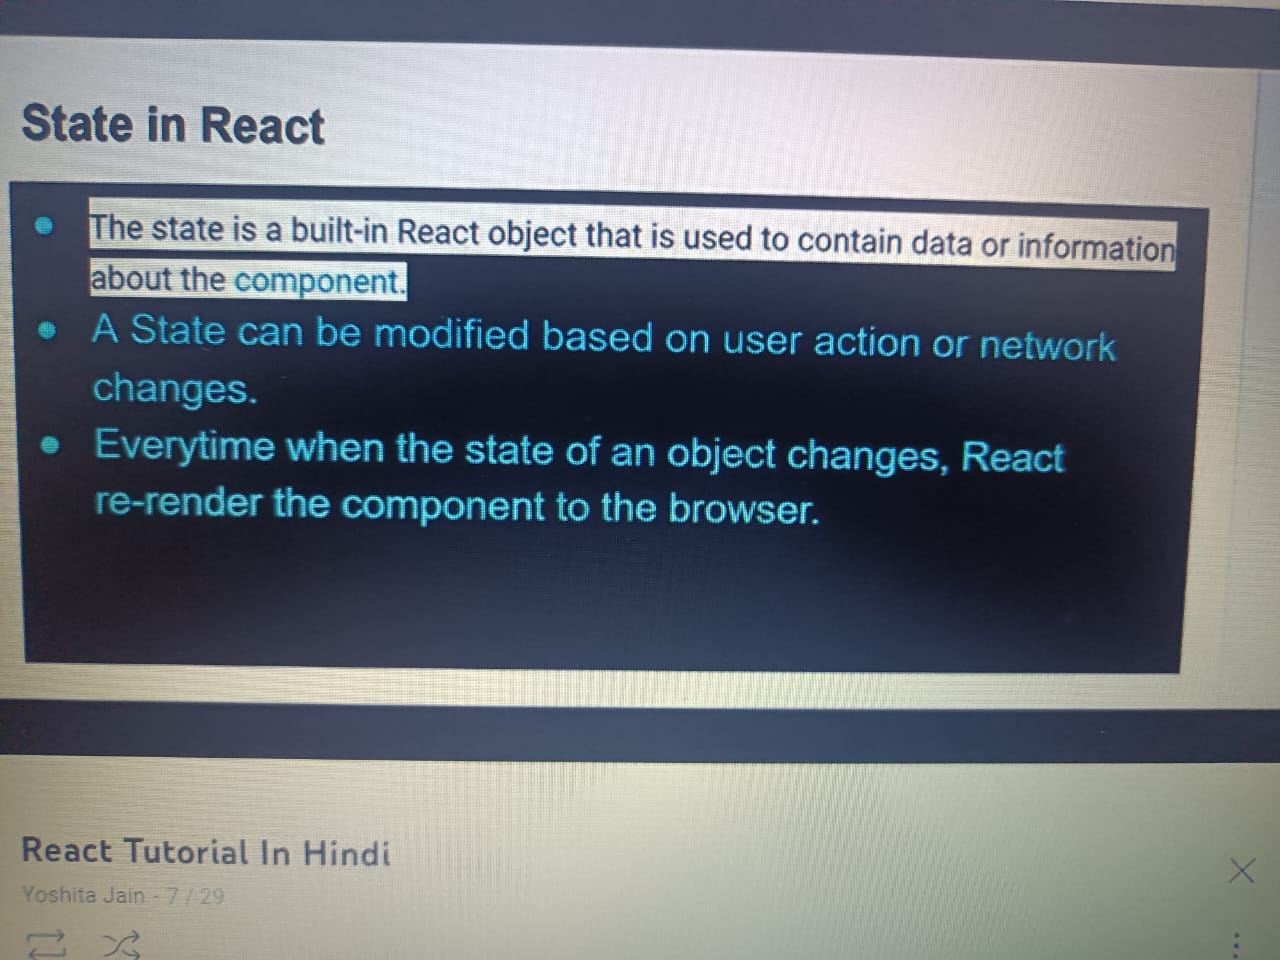 State in React
The state is a built-in React object that is used to contain data or information
about the component.
A State can be modified based on user action or network
changes.
Everytime when the state of an object changes, React
re-render the component to the browser.
React Tutorial In Hindi
Yoshita Jain - 7 / 29